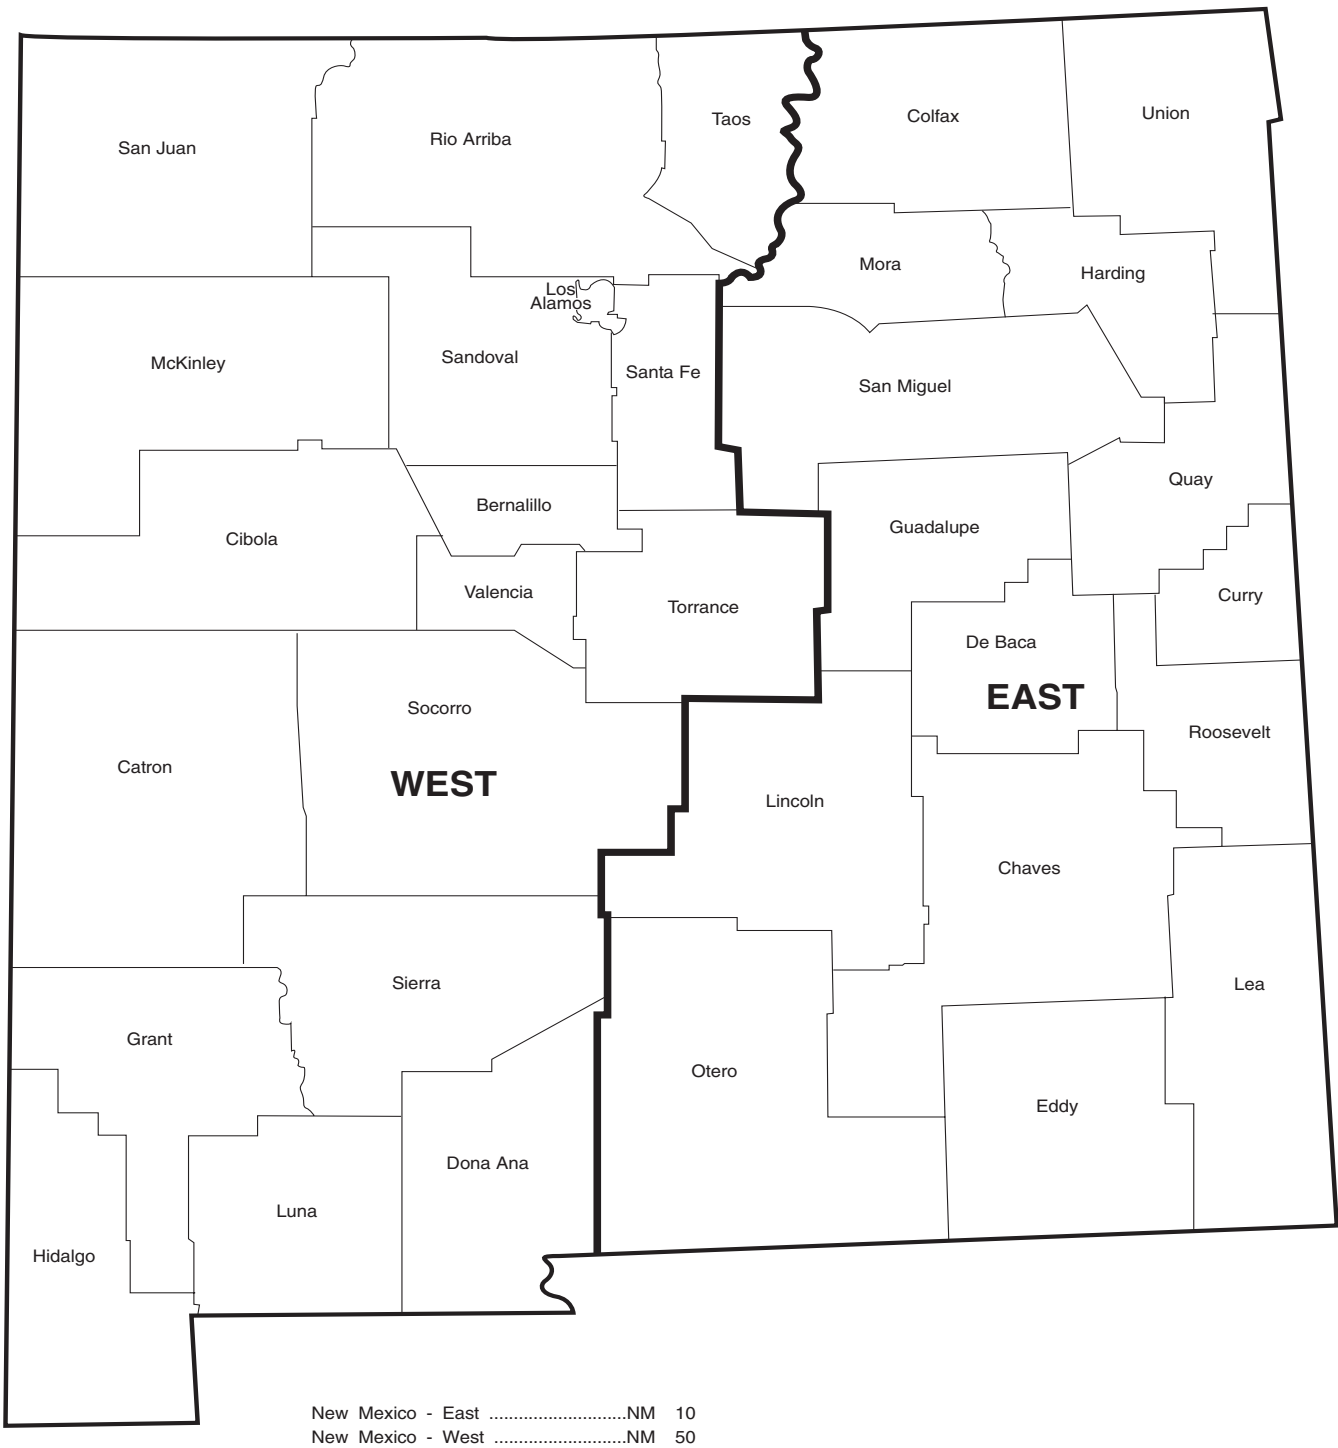 Union
Colfax
Taos
Rio Arriba
San Juan
Mora
Harding
Los
Alamos
Sandoval
McKinley
Santa Fe
San Miguel
Quay
Bernalillo
Guadalupe
Cibola
Valencia
Curry
Torrance
De Baca
EAST
Socorro
Roosevelt
Catron
WEST
Lincoln
Chaves
Sierra
Lea
Grant
Otero
Eddy
Dona Ana
Luna
Hidalgo
New Mexico - East ............................NM 10
New Mexico - West ...........................NM 50